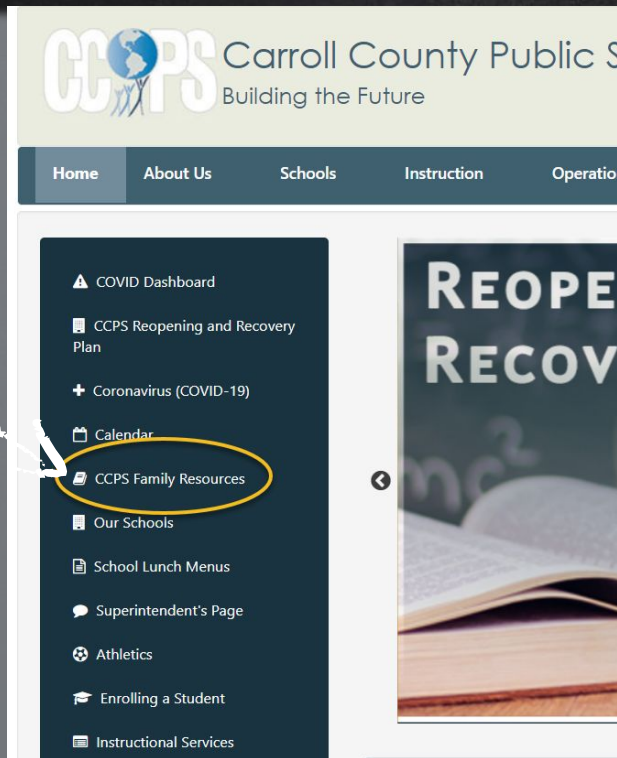 CCPS
Carroll County Public S
Building the Future
Home About Us Schools Instruction Operatio
COVID Dashboard
CCPS Reopening and Recovery
Plan
Coronavirus (COVID-19)
Calendar
CCPS Family Resources
Our Schools
School Lunch Menus
Superintendent's Page
Athletics
Enrolling a Student
Instructional Services
REOPE
RECOV
mc²